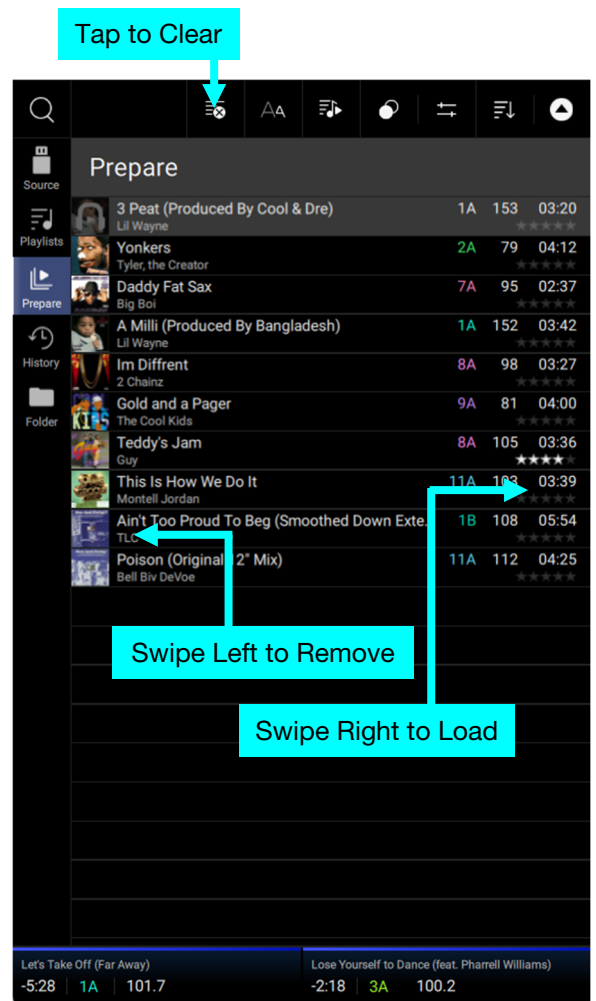 Tap to Clear
Aa
Prepare
Source
Playlists
Prepare
History
Folder
3 Peat (Produced By Cool & Dre) 1A 153 03:20
Lil Wayne
Yonkers 2A 79 04:12
Tyler, the Creator
Daddy Fat Sax 7A 95 02:37
Big Boi
A Milli (Produced By Bangladesh) 1A 152 03:42
Lil Wayne
Im Diffrent 8A 98 03:27
2 Chainz
Gold and a Pager 9A 81 04:00
The Cool Kids
Teddy's Jam 8A 105 03:36
Guy
This Is How We Do It 11A 103 03:39
Montell Jordan
Ain't Too Proud To Beg (Smoothed Down Exte. 1B 108 05:54
TLC
Poison (Original 12" Mix) 11A 112 04:25
Bell Biv DeVoe
Swipe Left to Remove
Swipe Right to Load
Let's Take Off (Far Away)
-5:28 1A 101.7
Lose Yourself to Dance (feat. Pharrell Williams)
-2:18 3A 100.2